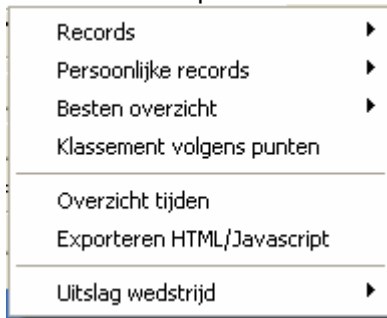 Records
Persoonlijke records
Besten overzicht
Klassement volgens punten
Overzicht tijden
Exporteren HTML/Javascript
Uitslag wedstrijd